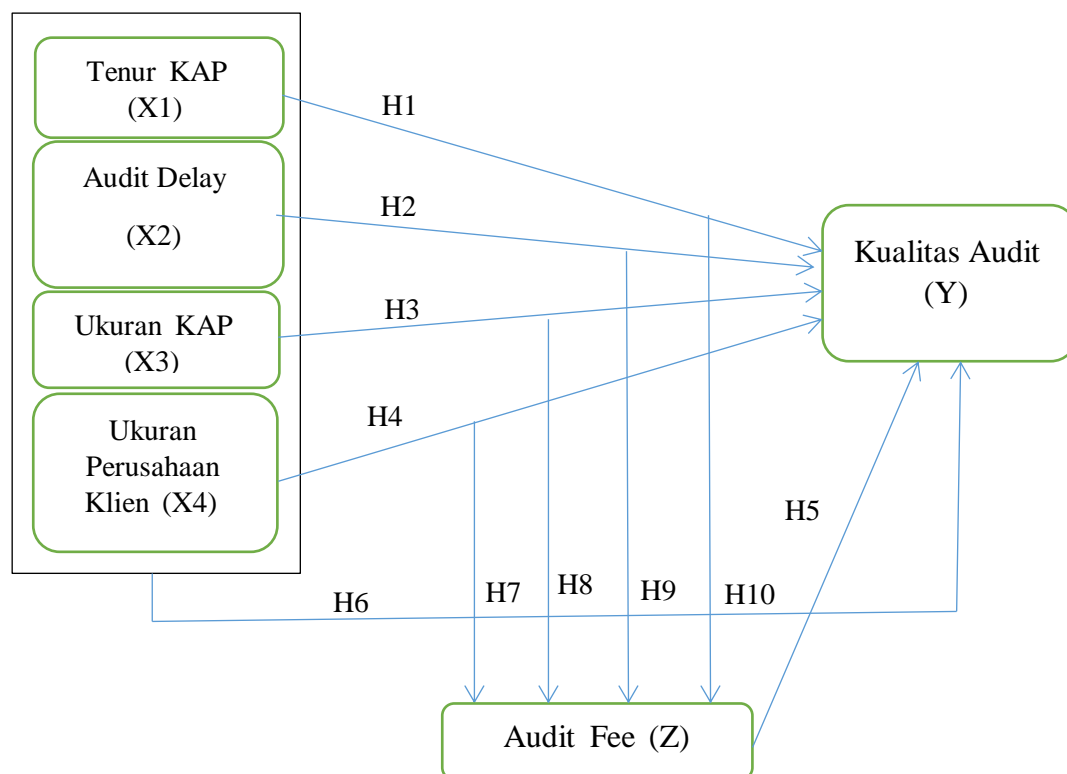 Tenur KAP
(X1)
Audit Delay
(X2)
Ukuran KAP
(X3)
Ukuran
Perusahaan
Klien (X4)
H1
H2
H3
H4
Kualitas Audit
(Y)
H5
H6
H7
H8
H9
H10
Audit Fee (Z)